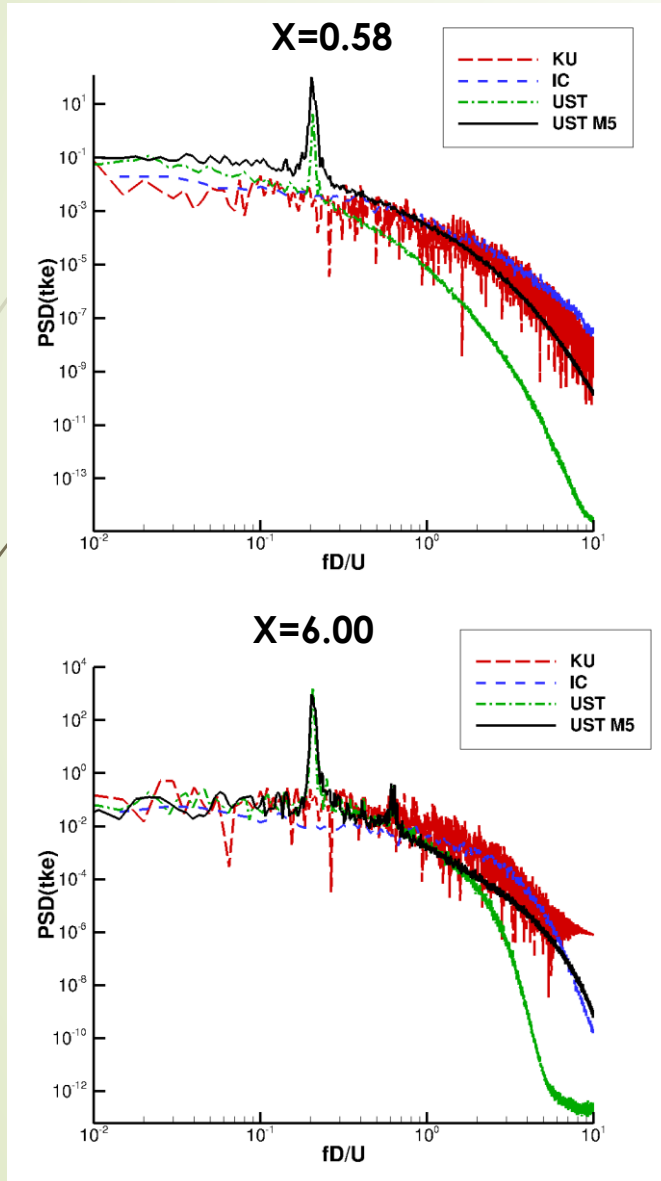 X=0.58
KU
IC
UST
UST M5
PSD(tke)
10^1
10^-1
10^-3
10^-5
10^-7
10^-9
10^-11
10^-13
10^-2 10^-1 10^0 10^1
fD/U
X=6.00
KU
IC
UST
UST M5
PSD(tke)
10^4
10^2
10^0
10^-2
10^-4
10^-6
10^-8
10^-10
10^-12
10^-2 10^-1 10^0 10^1
fD/U